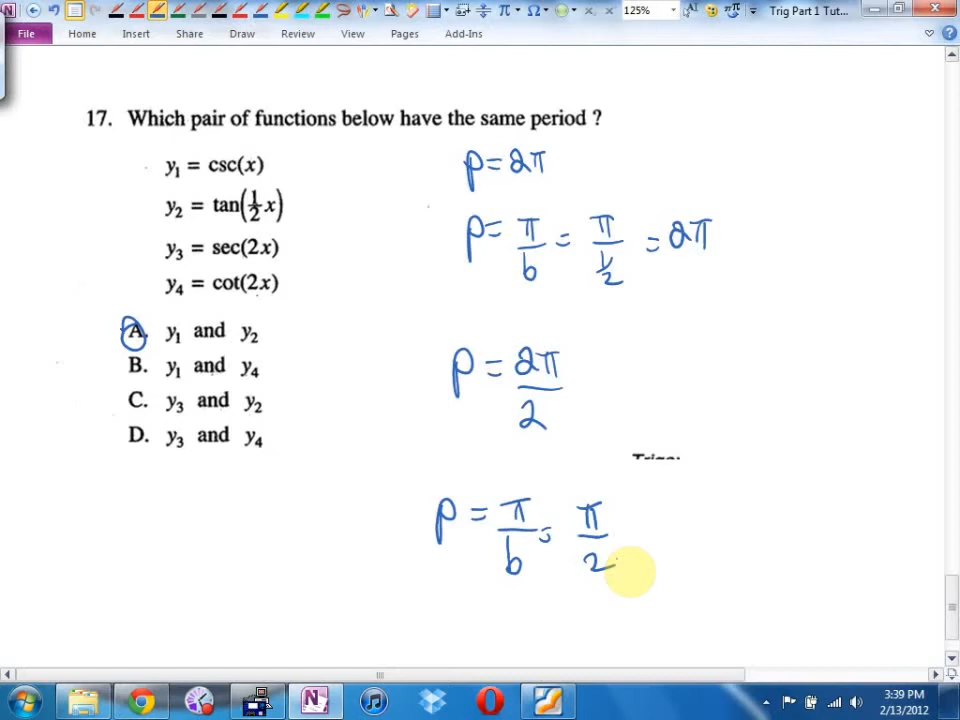 125%
Trig Part 1 Tut...
File Home Insert Share Draw Review View Pages Add-Ins
17. Which pair of functions below have the same period ?
y₁ = csc(x)
p = 2π
y₂ = tan(½x)
p = π/b = π/½ = 2π
y₃ = sec(2x)
y₄ = cot(2x)
A. y₁ and y₂
B. y₁ and y₄
p = 2π/2
C. y₃ and y₂
D. y₃ and y₄
p = π/b = π/2
3:39 PM
2/13/2012